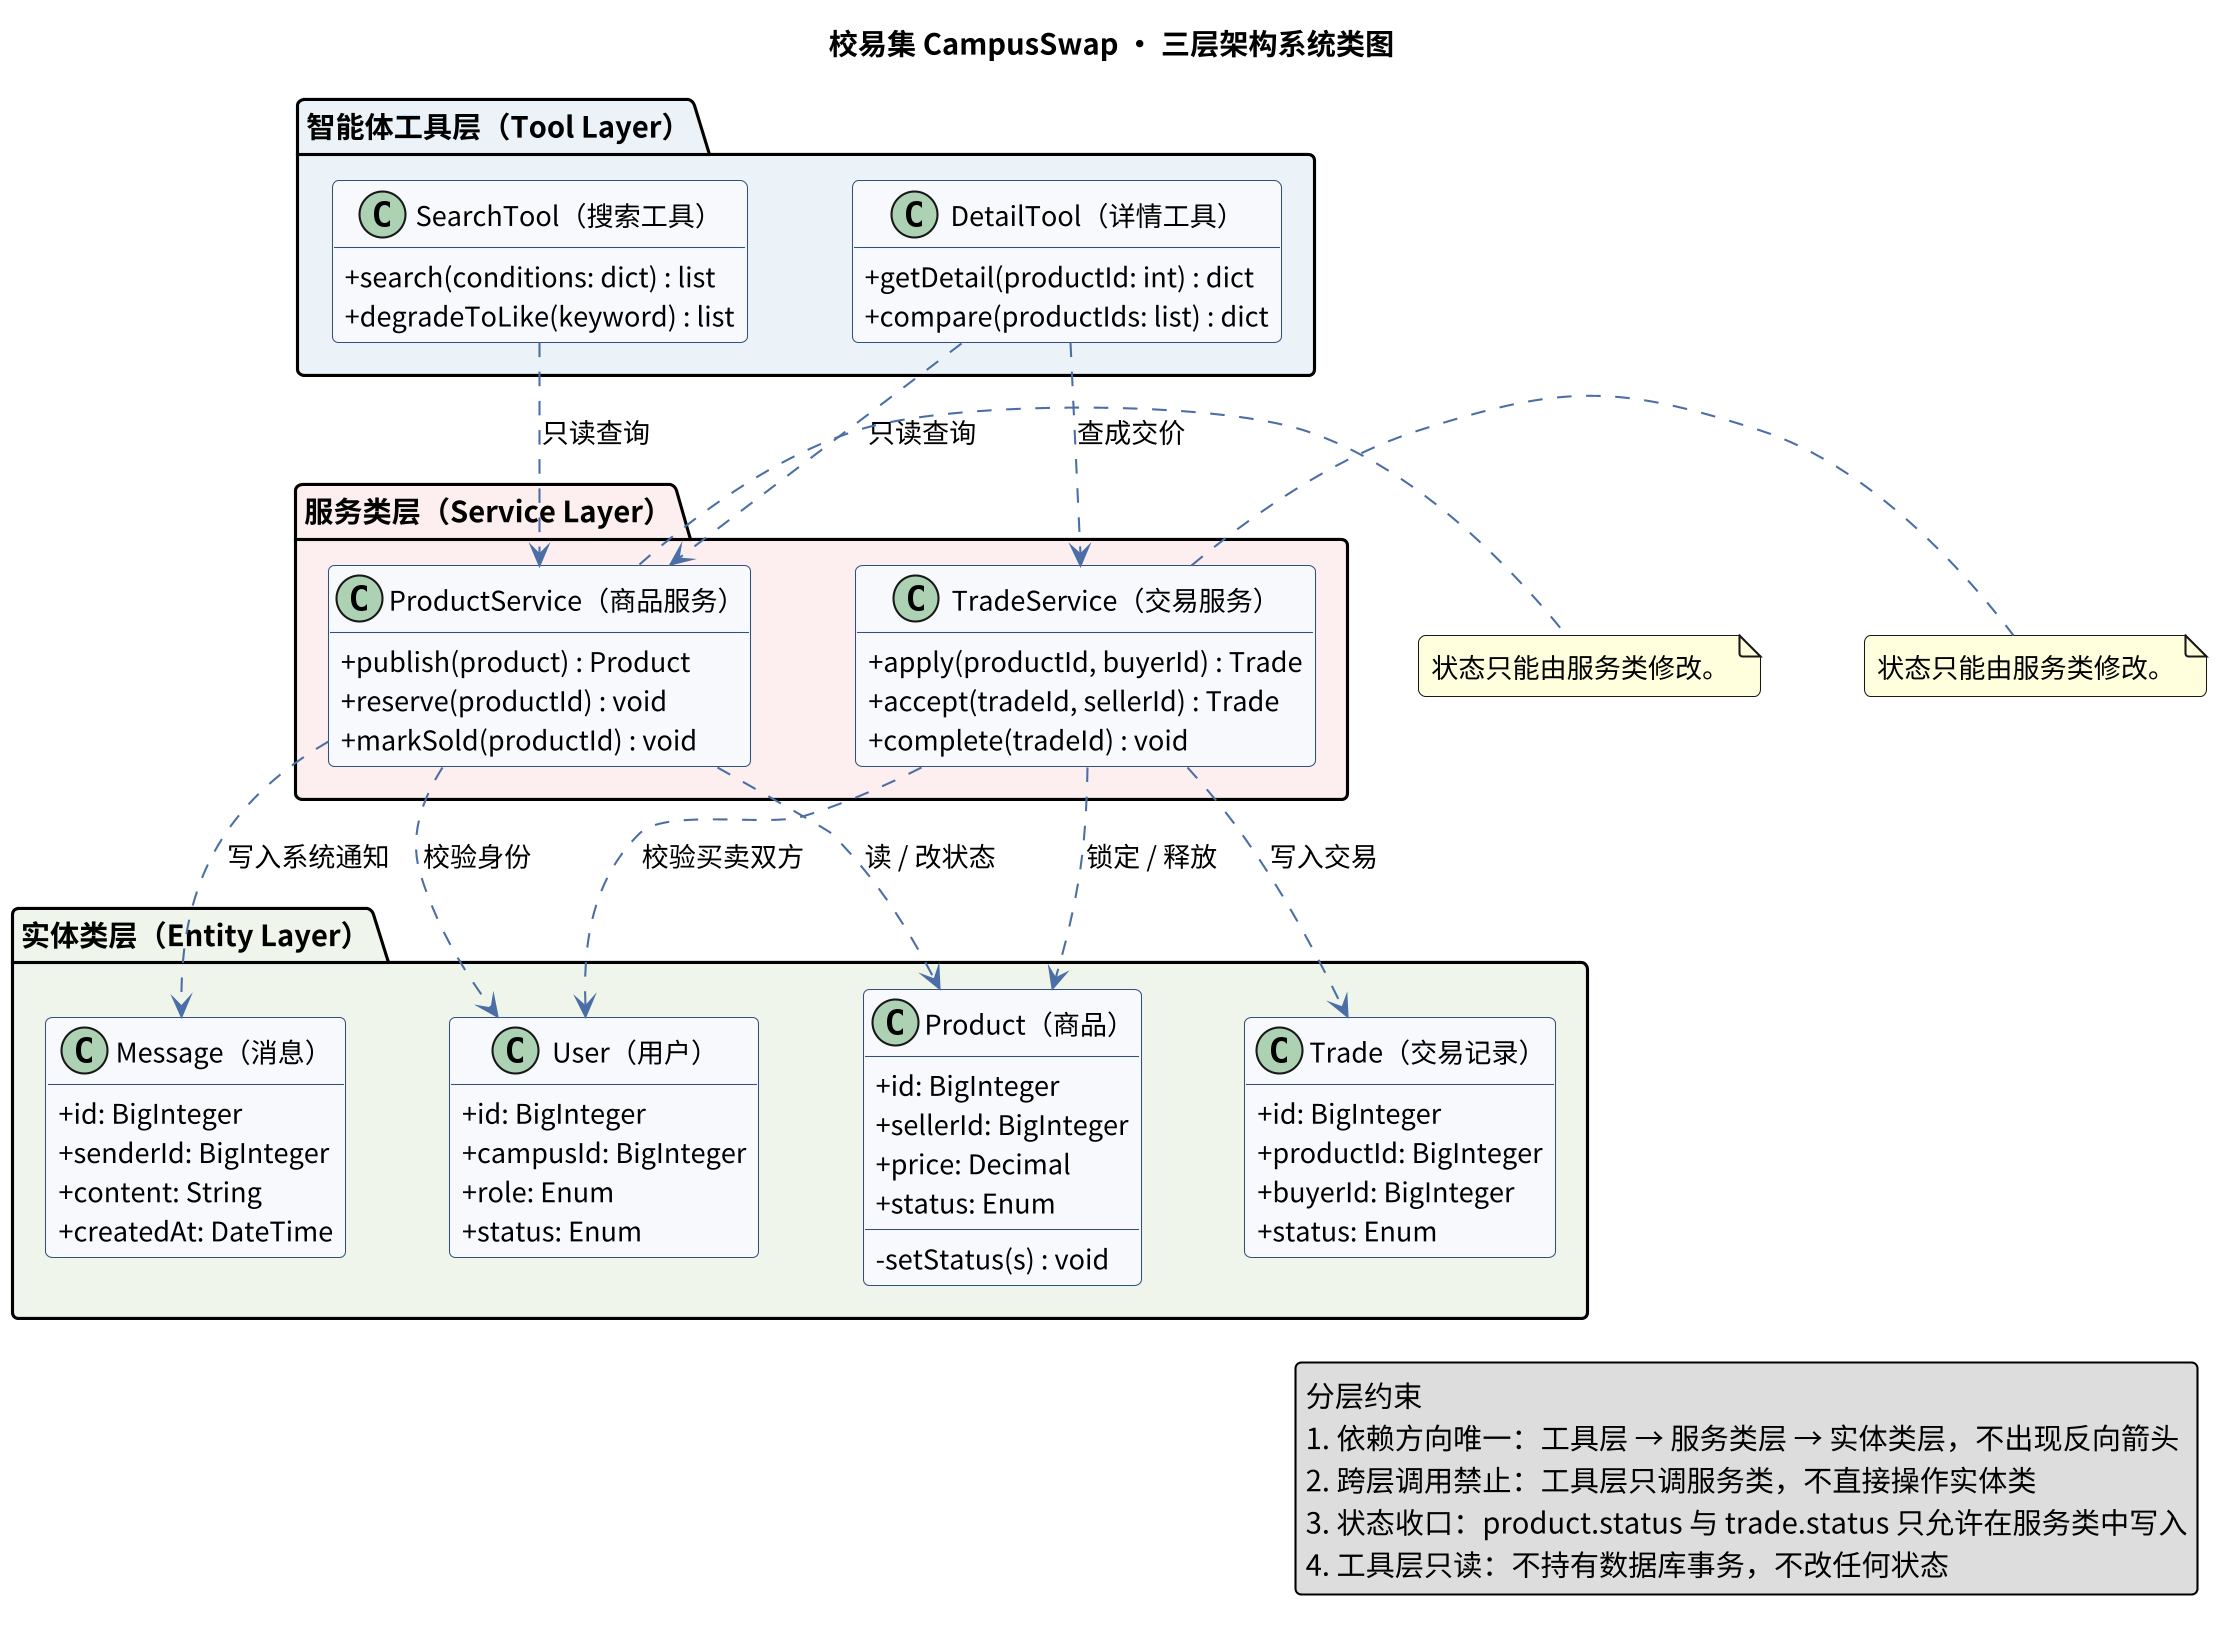 校易集 CampusSwap · 三层架构系统类图
智能体工具层（Tool Layer）
C SearchTool（搜索工具）
+search(conditions: dict) : list
+degradeToLike(keyword) : list
C DetailTool（详情工具）
+getDetail(productId: int) : dict
+compare(productIds: list) : dict
只读查询
只读查询
查成交价
服务类层（Service Layer）
C ProductService（商品服务）
+publish(product) : Product
+reserve(productId) : void
+markSold(productId) : void
C TradeService（交易服务）
+apply(productId, buyerId) : Trade
+accept(tradeId, sellerId) : Trade
+complete(tradeId) : void
状态只能由服务类修改。
状态只能由服务类修改。
写入系统通知
校验身份
校验买卖双方
读 / 改状态
锁定 / 释放
写入交易
实体类层（Entity Layer）
C Message（消息）
+id: BigInteger
+senderId: BigInteger
+content: String
+createdAt: DateTime
C User（用户）
+id: BigInteger
+campusId: BigInteger
+role: Enum
+status: Enum
C Product（商品）
+id: BigInteger
+sellerId: BigInteger
+price: Decimal
+status: Enum
-setStatus(s) : void
C Trade（交易记录）
+id: BigInteger
+productId: BigInteger
+buyerId: BigInteger
+status: Enum
分层约束
1. 依赖方向唯一：工具层 → 服务类层 → 实体类层，不出现反向箭头
2. 跨层调用禁止：工具层只调服务类，不直接操作实体类
3. 状态收口：product.status 与 trade.status 只允许在服务类中写入
4. 工具层只读：不持有数据库事务，不改任何状态